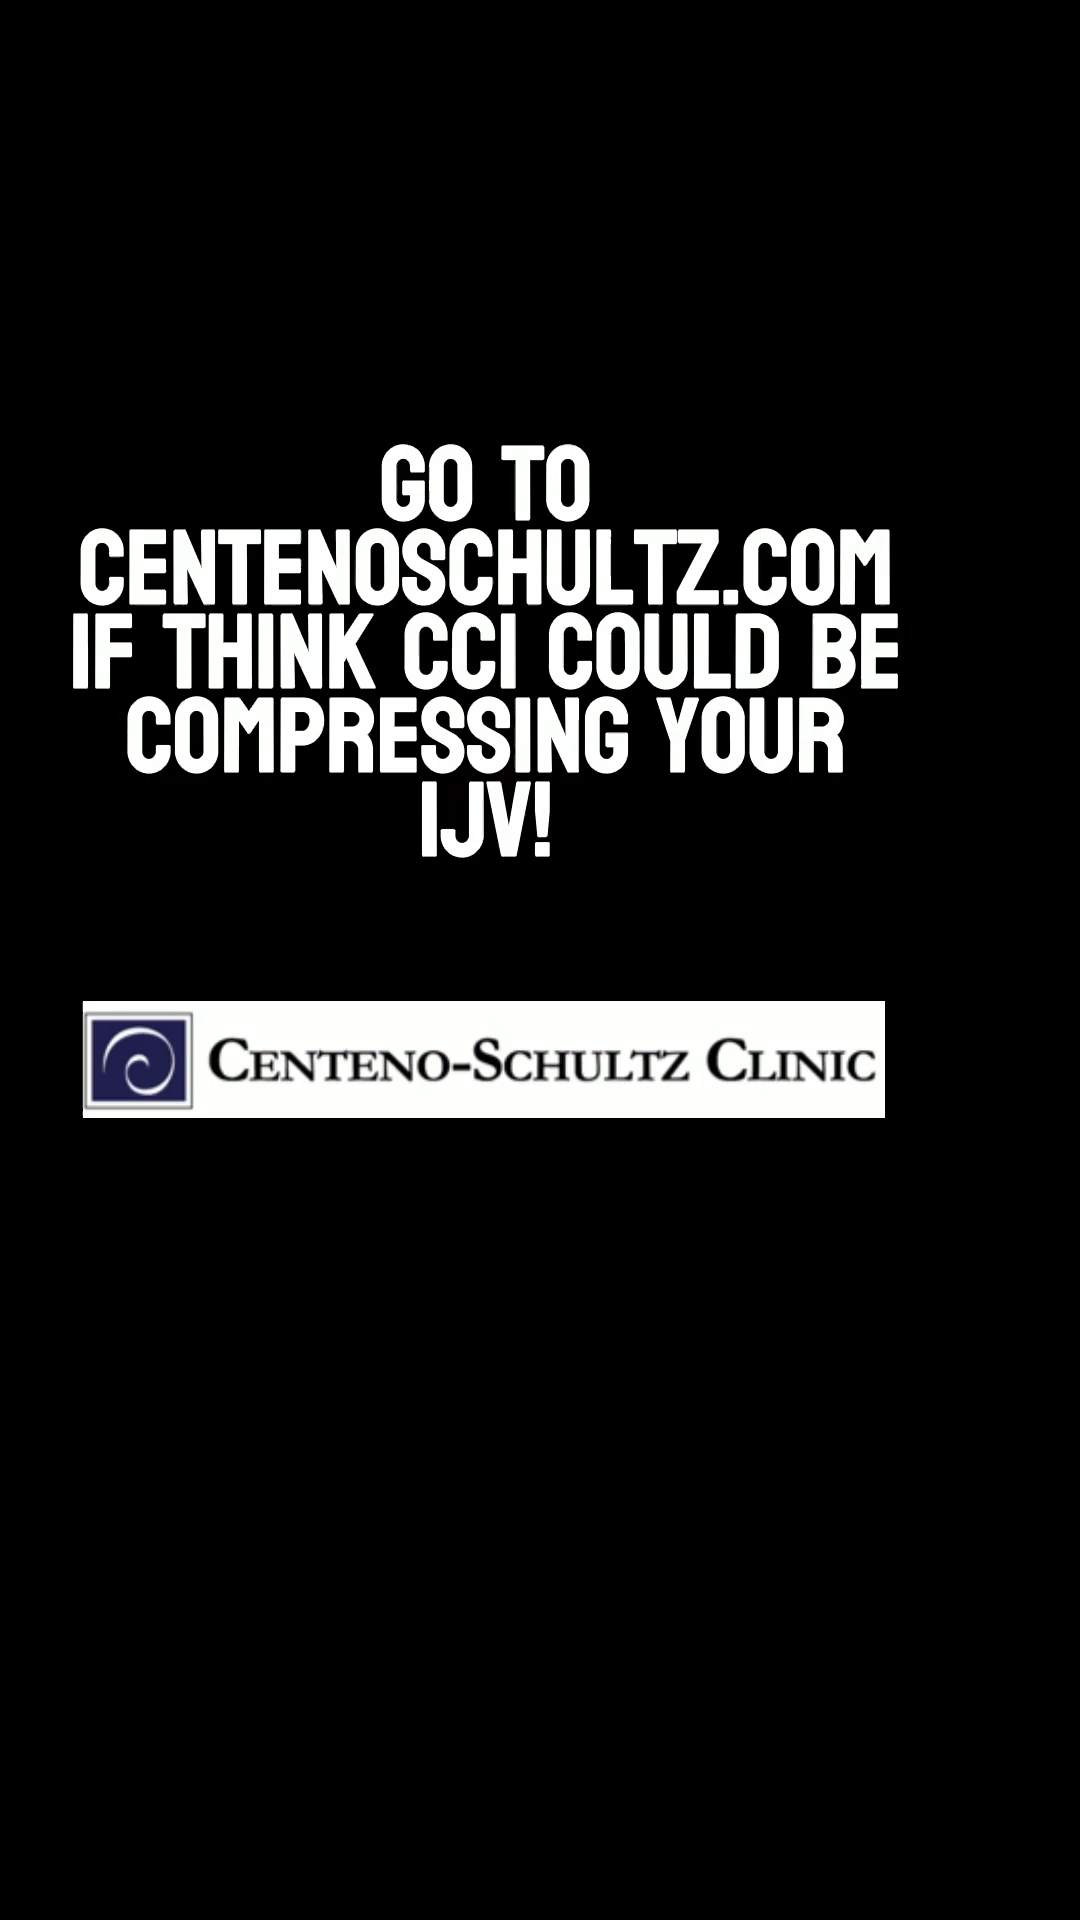 GO TO
CENTENOSCHULTZ.COM
IF THINK CCI COULD BE
COMPRESSING YOUR
IJV!
CENTENO-SCHULTZ CLINIC